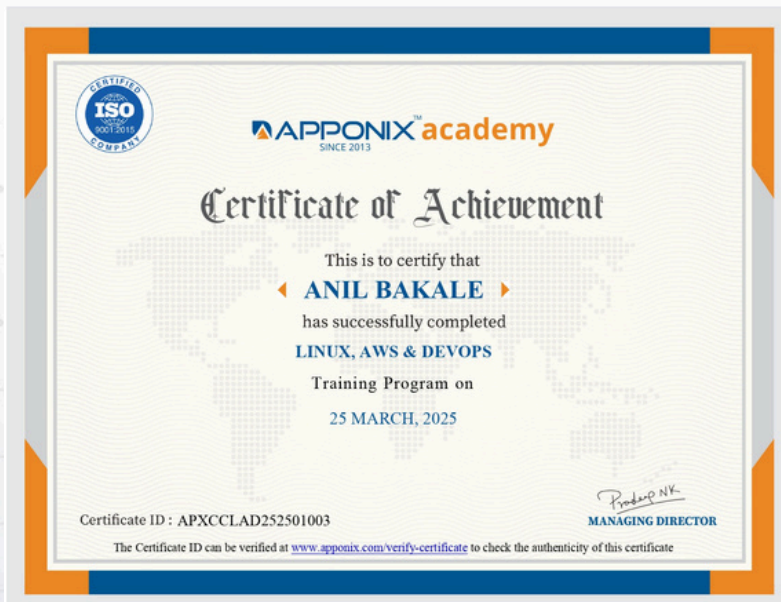 CERTIFIED
ISO
9001:2015
COMPANY
APPONIX™ academy
SINCE 2013
Certificate of Achievement
This is to certify that
ANIL BAKALE
has successfully completed
LINUX, AWS & DEVOPS
Training Program on
25 MARCH, 2025
Pradeep NK
Certificate ID : APXCCLAD252501003
MANAGING DIRECTOR
The Certificate ID can be verified at www.apponix.com/verify-certificate to check the authenticity of this certificate